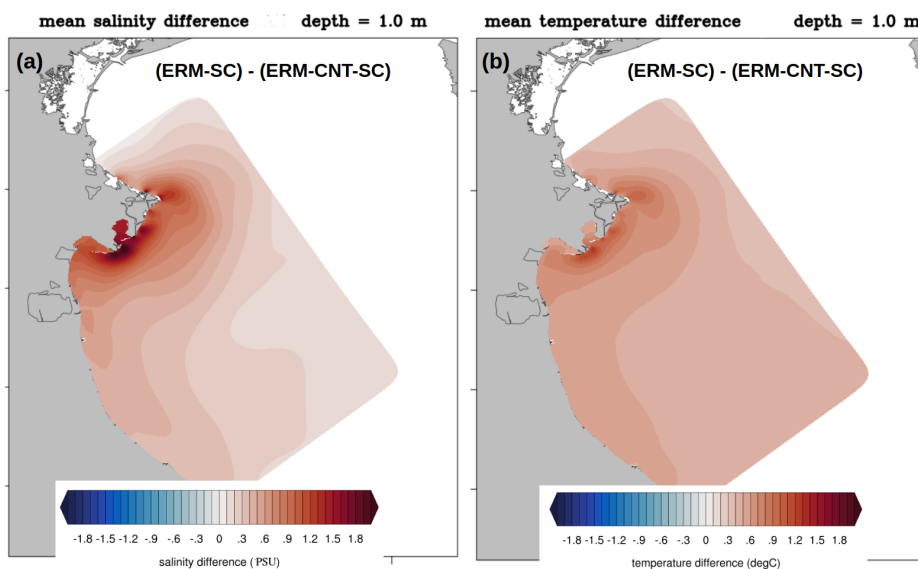 mean salinity difference depth = 1.0 m
(a) (ERM-SC) - (ERM-CNT-SC)
-1.8 -1.5 -1.2 -.9 -.6 -.3 0 .3 .6 .9 1.2 1.5 1.8
salinity difference (PSU)
mean temperature difference depth = 1.0 m
(b) (ERM-SC) - (ERM-CNT-SC)
-1.8 -1.5 -1.2 -.9 -.6 -.3 0 .3 .6 .9 1.2 1.5 1.8
temperature difference (degC)